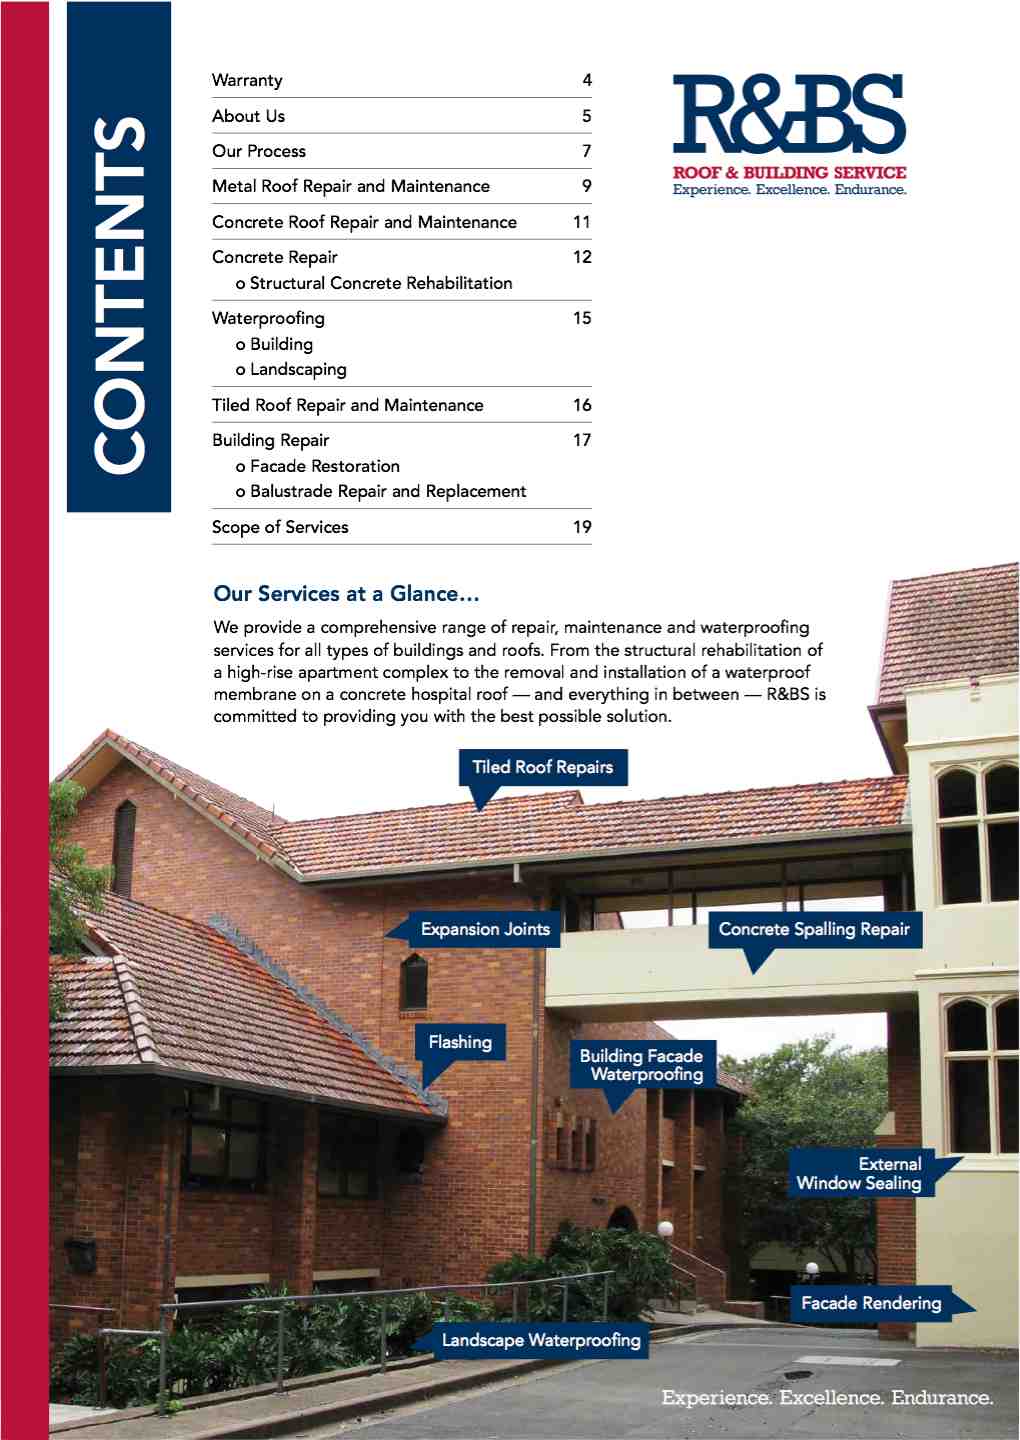 CONTENTS
Warranty 4
About Us 5
Our Process 7
Metal Roof Repair and Maintenance 9
Concrete Roof Repair and Maintenance 11
Concrete Repair 12
o Structural Concrete Rehabilitation
Waterproofing 15
o Building
o Landscaping
Tiled Roof Repair and Maintenance 16
Building Repair 17
o Facade Restoration
o Balustrade Repair and Replacement
Scope of Services 19
R&BS
ROOF & BUILDING SERVICE
Experience. Excellence. Endurance.
Our Services at a Glance…
We provide a comprehensive range of repair, maintenance and waterproofing
services for all types of buildings and roofs. From the structural rehabilitation of
a high-rise apartment complex to the removal and installation of a waterproof
membrane on a concrete hospital roof — and everything in between — R&BS is
committed to providing you with the best possible solution.
Tiled Roof Repairs
Expansion Joints
Concrete Spalling Repair
Flashing
Building Facade
Waterproofing
External
Window Sealing
Facade Rendering
Landscape Waterproofing
Experience. Excellence. Endurance.